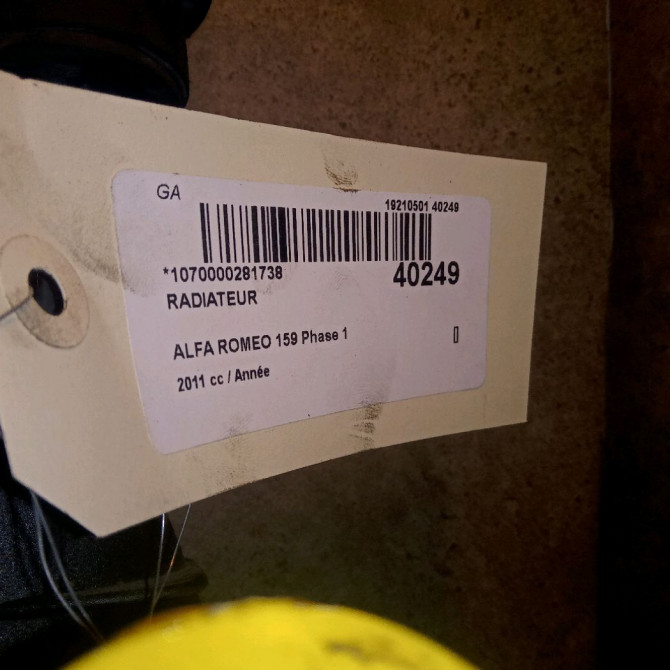 GA
19210501 40249
*1070000281738
40249
RADIATEUR
ALFA ROMEO 159 Phase 1
2011 cc / Année